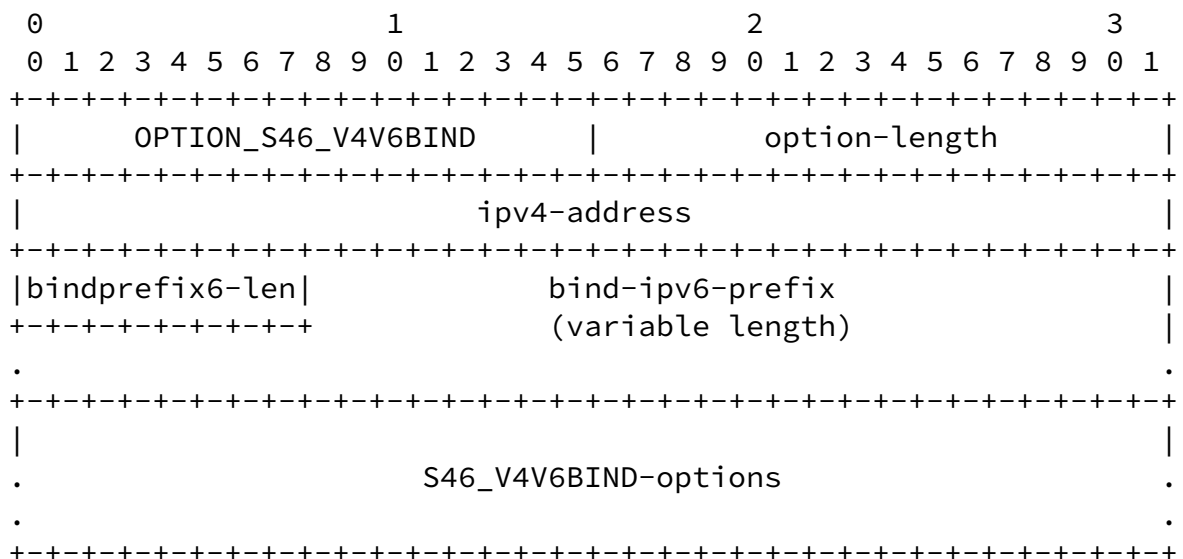 0                   1                   2                   3
 0 1 2 3 4 5 6 7 8 9 0 1 2 3 4 5 6 7 8 9 0 1 2 3 4 5 6 7 8 9 0 1
+-+-+-+-+-+-+-+-+-+-+-+-+-+-+-+-+-+-+-+-+-+-+-+-+-+-+-+-+-+-+-+-+
|      OPTION_S46_V4V6BIND      |         option-length         |
+-+-+-+-+-+-+-+-+-+-+-+-+-+-+-+-+-+-+-+-+-+-+-+-+-+-+-+-+-+-+-+-+
|                         ipv4-address                          |
+-+-+-+-+-+-+-+-+-+-+-+-+-+-+-+-+-+-+-+-+-+-+-+-+-+-+-+-+-+-+-+-+
|bindprefix6-len|             bind-ipv6-prefix                  |
+-+-+-+-+-+-+-+-+             (variable length)                 |
.                                                               .
+-+-+-+-+-+-+-+-+-+-+-+-+-+-+-+-+-+-+-+-+-+-+-+-+-+-+-+-+-+-+-+-+
|                                                               |
.                      S46_V4V6BIND-options                     .
.                                                               .
+-+-+-+-+-+-+-+-+-+-+-+-+-+-+-+-+-+-+-+-+-+-+-+-+-+-+-+-+-+-+-+-+